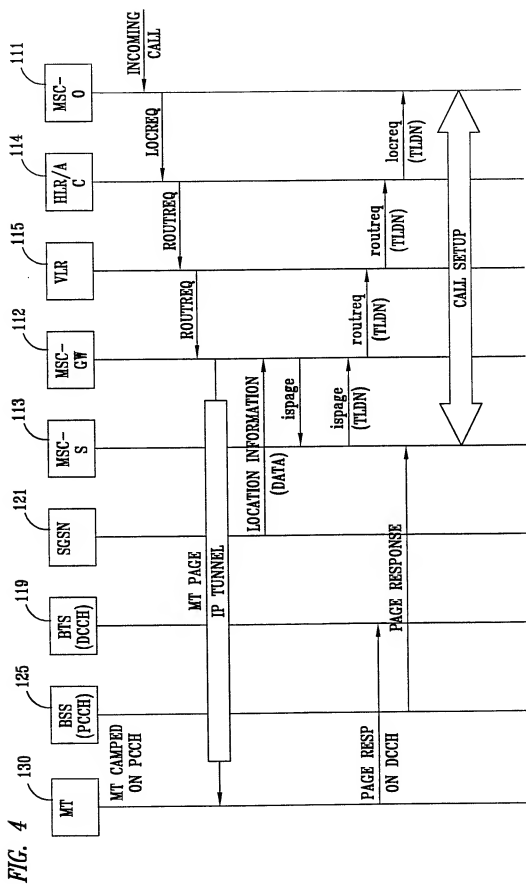 FIG. 4
130
MT
125
BSS
(PCCH)
119
BTS
(DCCH)
121
SGSN
113
MSC-
S
112
MSC-
GW
115
VLR
114
HLR/A
C
111
MSC-
O
INCOMING
CALL
MT CAMPED
ON PCCH
LOCREQ
ROUTREQ
ROUTREQ
MT PAGE
IP TUNNEL
LOCATION INFORMATION
(DATA)
ispage
ispage
(TLDN)
routreq
(TLDN)
routreq
(TLDN)
locreq
(TLDN)
PAGE RESP
ON DCCH
PAGE RESPONSE
CALL SETUP